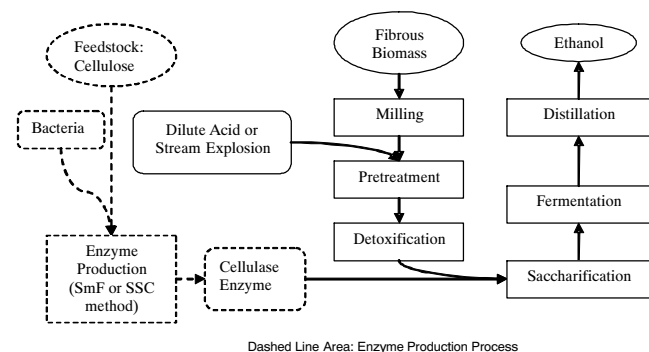 Feedstock:
Cellulose
Fibrous
Biomass
Ethanol
Bacteria
Dilute Acid or
Stream Explosion
Milling
Distillation
Pretreatment
Fermentation
Detoxification
Enzyme
Production
(SmF or SSC
method)
Cellulase
Enzyme
Saccharification
Dashed Line Area: Enzyme Production Process